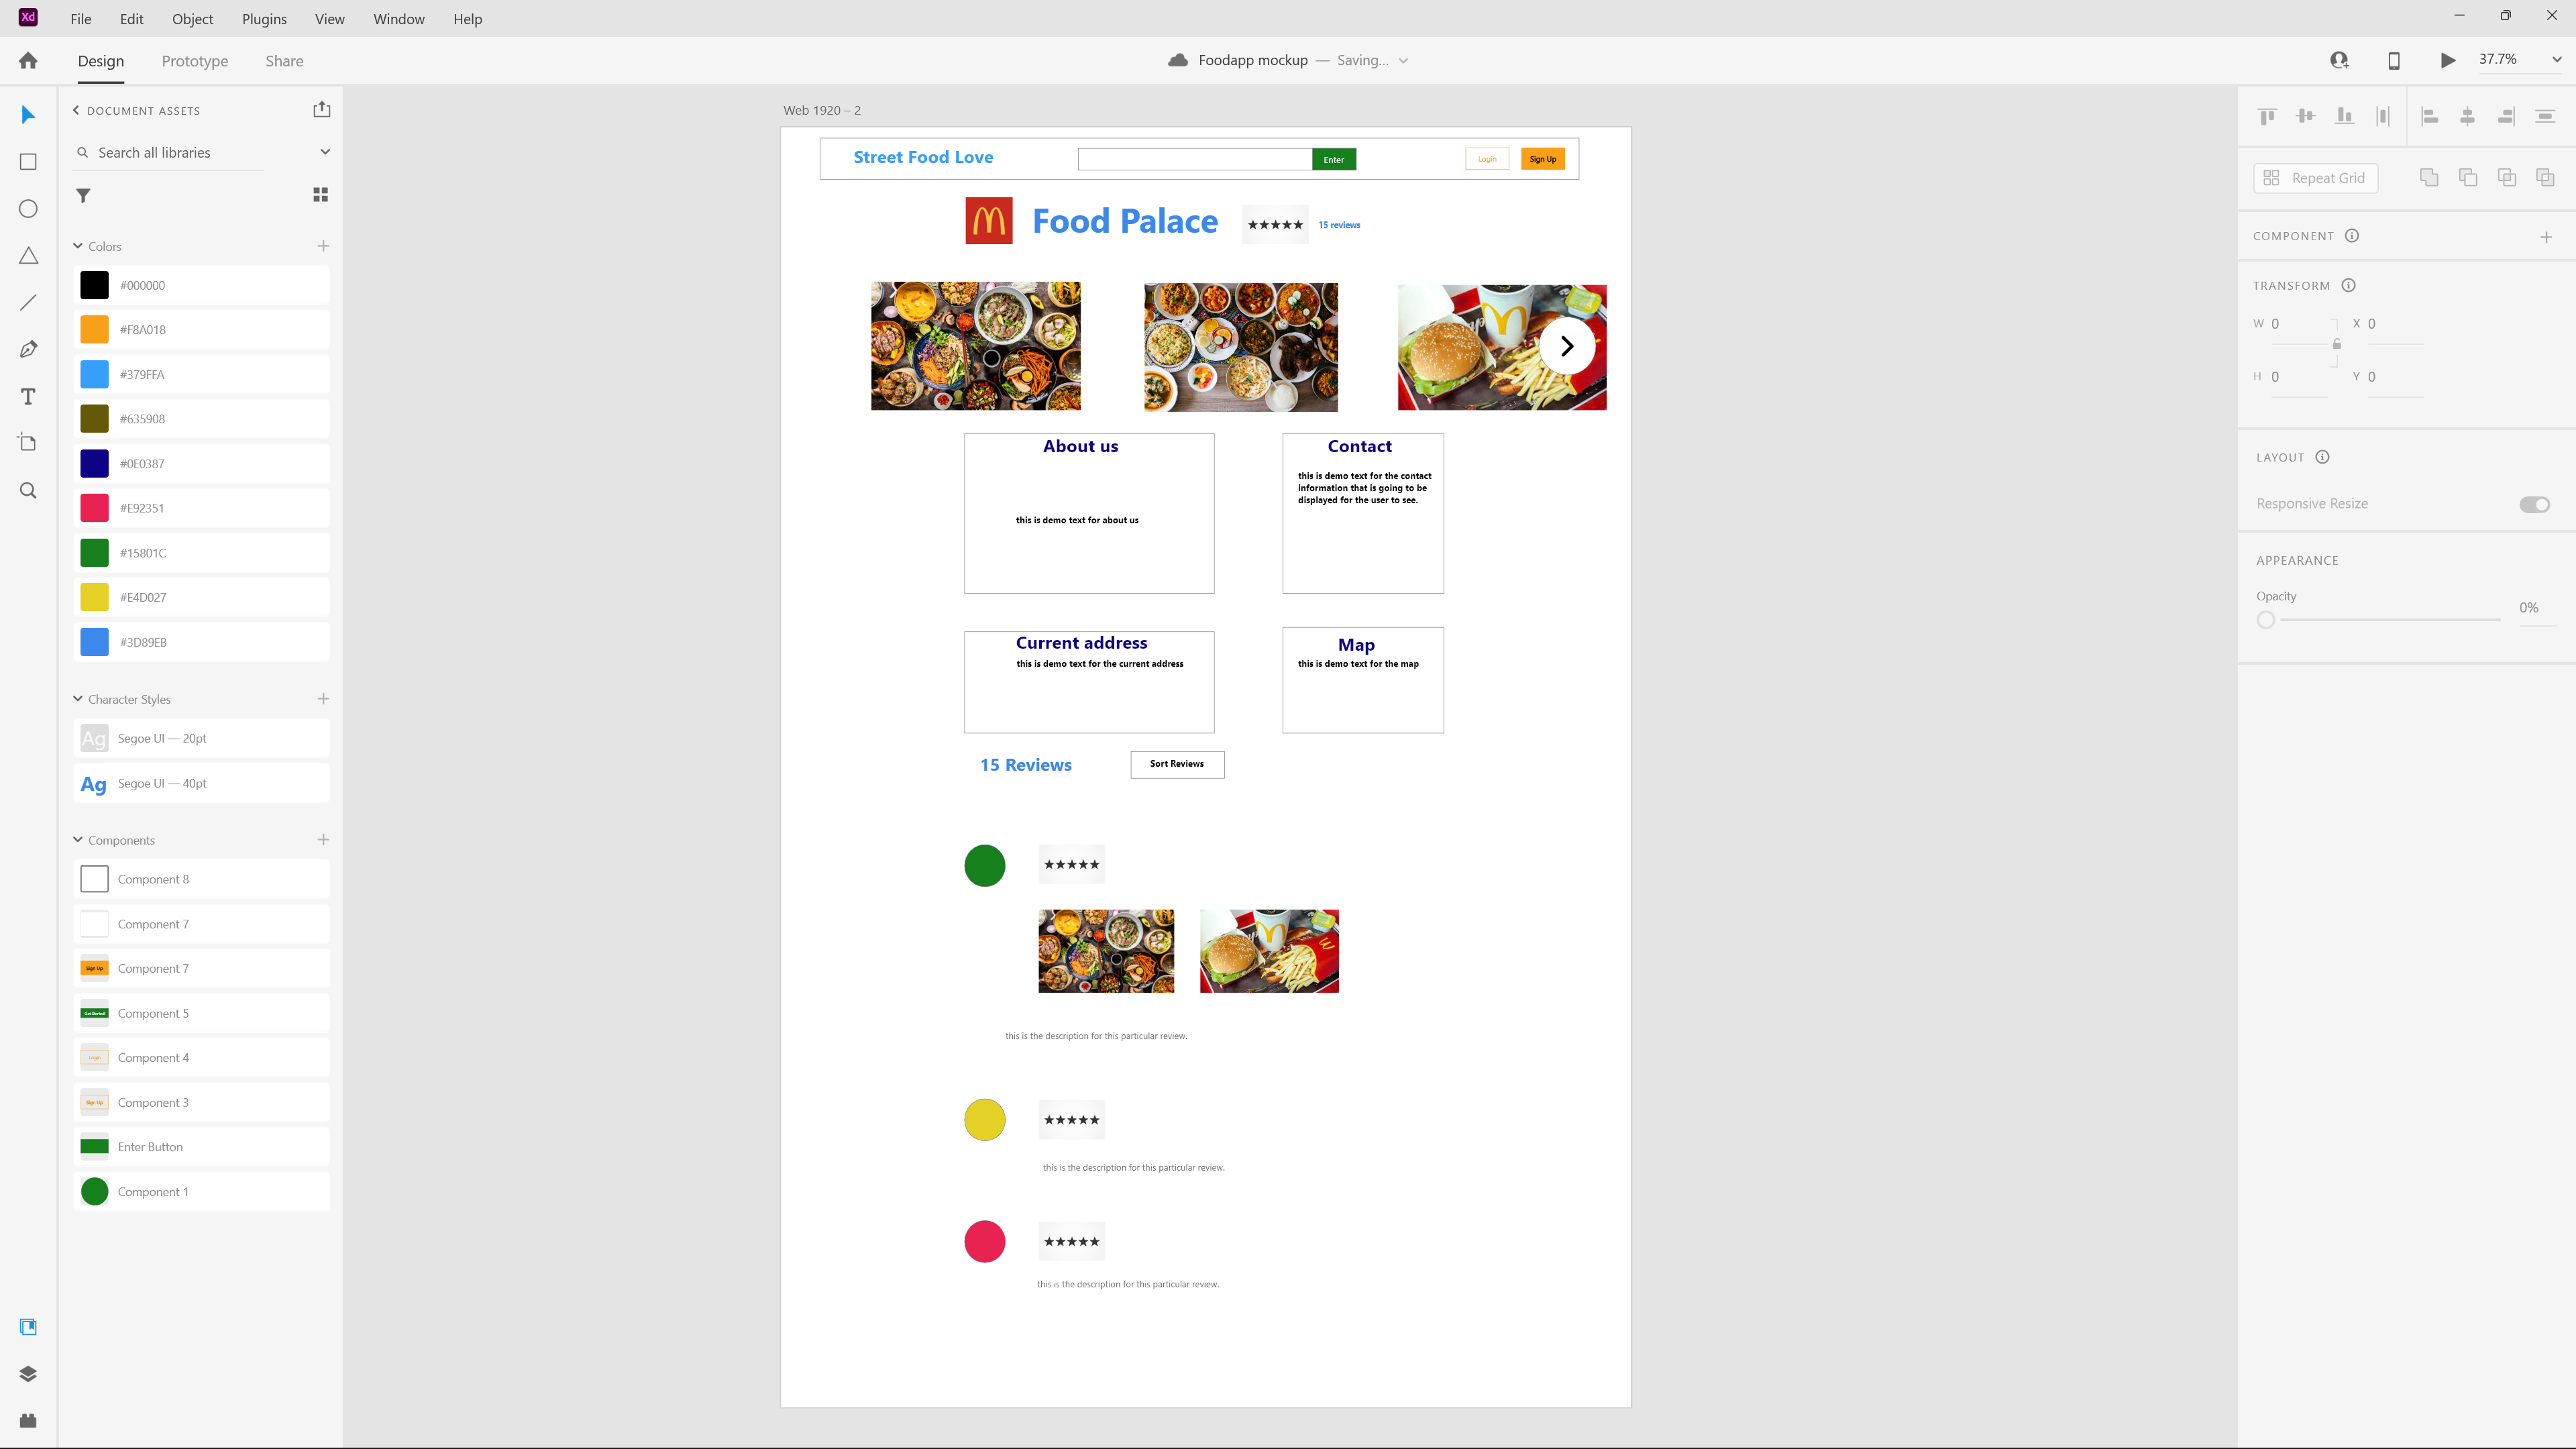 Xd File Edit Object Plugins View Window Help
Design Prototype Share
Foodapp mockup — Saving...
37.7%
DOCUMENT ASSETS
Search all libraries
Colors
#000000
#F8A018
#379FFA
#635908
#0E0387
#E92351
#15801C
#E4D027
#3D89EB
Character Styles
Ag Segoe UI — 20pt
Ag Segoe UI — 40pt
Components
Component 8
Component 7
Sign Up Component 7
Get Started! Component 5
Login Component 4
Sign Up Component 3
Enter Button
Component 1
Web 1920 – 2
Street Food Love
Enter
Login
Sign Up
Food Palace
15 reviews
About us
this is demo text for about us
Contact
this is demo text for the contact
information that is going to be
displayed for the user to see.
Current address
this is demo text for the current address
Map
this is demo text for the map
15 Reviews
Sort Reviews
this is the description for this particular review.
this is the description for this particular review.
this is the description for this particular review.
Repeat Grid
COMPONENT
TRANSFORM
W 0 X 0
H 0 Y 0
LAYOUT
Responsive Resize
APPEARANCE
Opacity
0%